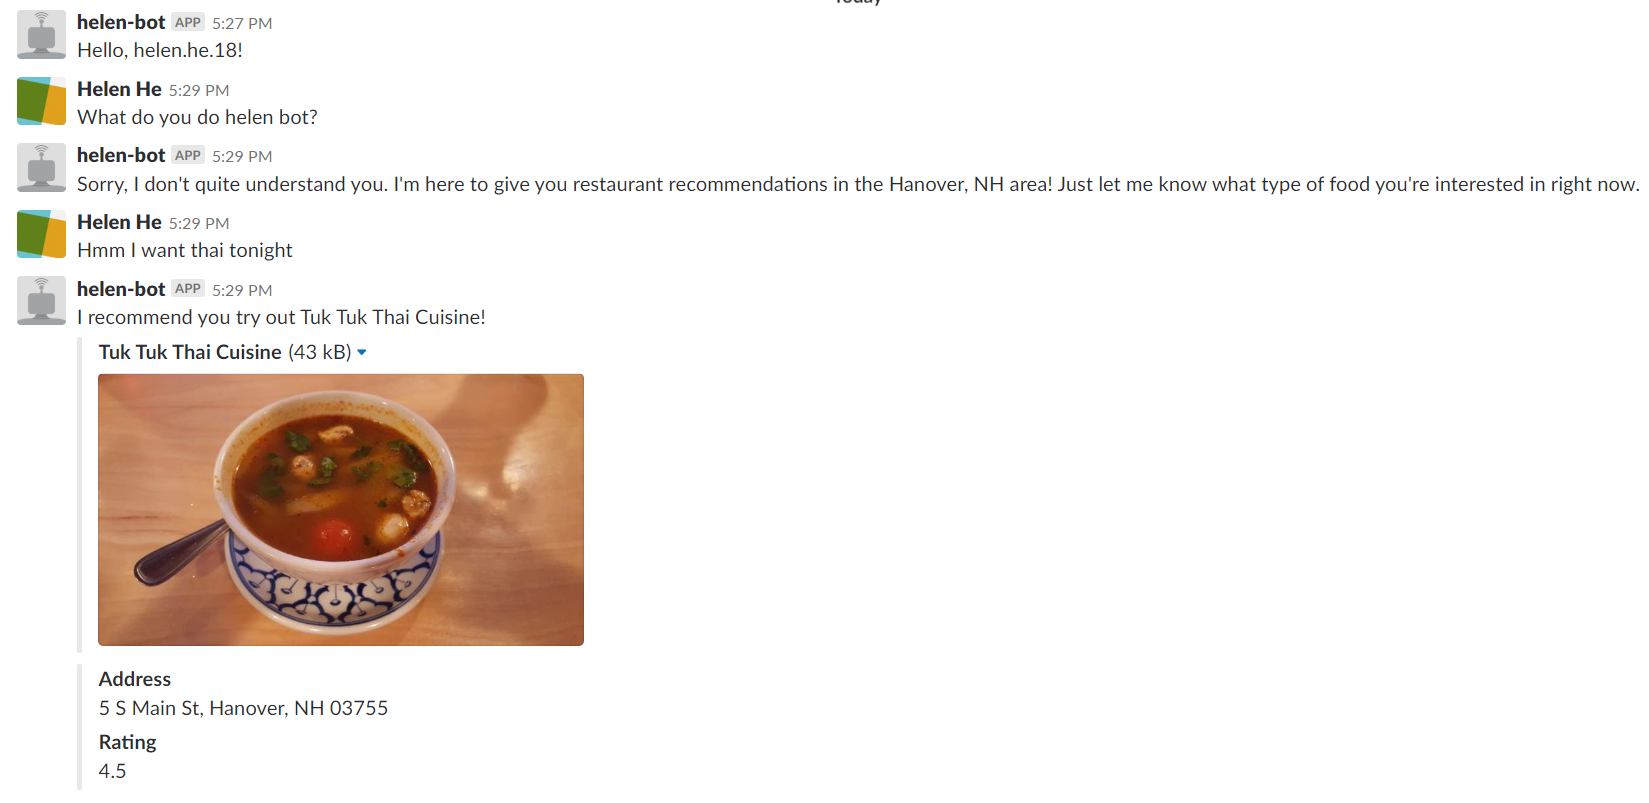 Today
helen-bot APP 5:27 PM
Hello, helen.he.18!
Helen He 5:29 PM
What do you do helen bot?
helen-bot APP 5:29 PM
Sorry, I don't quite understand you. I'm here to give you restaurant recommendations in the Hanover, NH area! Just let me know what type of food you're interested in right now.
Helen He 5:29 PM
Hmm I want thai tonight
helen-bot APP 5:29 PM
I recommend you try out Tuk Tuk Thai Cuisine!
Tuk Tuk Thai Cuisine (43 kB)
Address
5 S Main St, Hanover, NH 03755
Rating
4.5